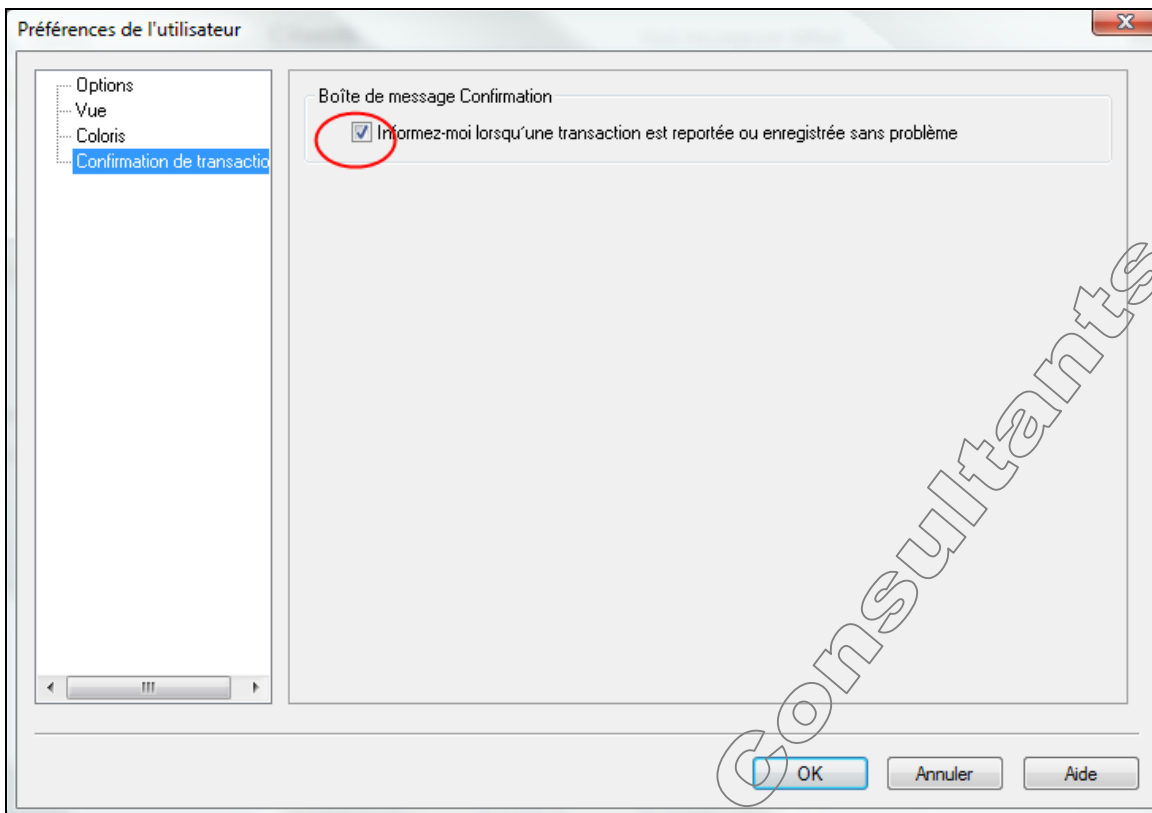 Préférences de l'utilisateur
Options
Vue
Coloris
Confirmation de transactio
Boîte de message Confirmation
Informez-moi lorsqu'une transaction est reportée ou enregistrée sans problème
Consultants
OK
Annuler
Aide